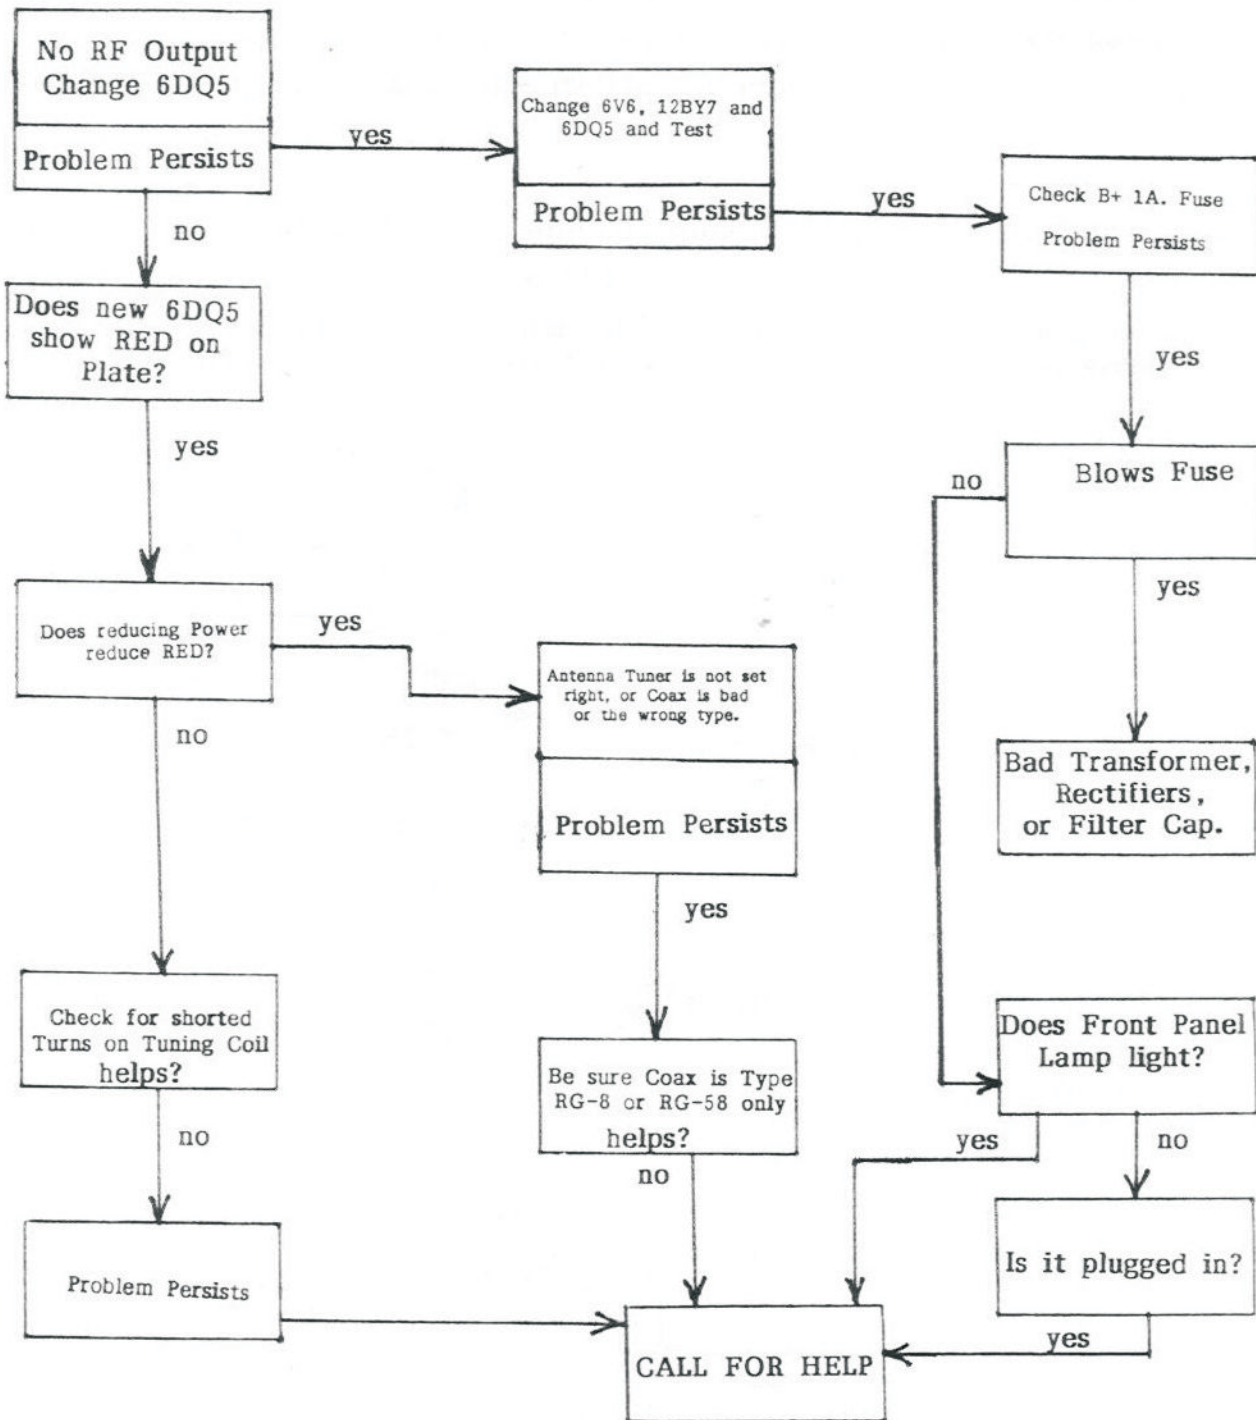 No RF Output
Change 6DQ5
Problem Persists
yes
Change 6V6, 12BY7 and
6DQ5 and Test
Problem Persists
yes
Check B+ 1A. Fuse
Problem Persists
no
Does new 6DQ5
show RED on
Plate?
yes
yes
Blows Fuse
no
yes
Does reducing Power
reduce RED?
yes
Antenna Tuner is not set
right, or Coax is bad
or the wrong type.
Problem Persists
no
Bad Transformer,
Rectifiers,
or Filter Cap.
yes
Check for shorted
Turns on Tuning Coil
helps?
Be sure Coax is Type
RG-8 or RG-58 only
helps?
Does Front Panel
Lamp light?
no
no
yes
no
Problem Persists
Is it plugged in?
yes
CALL FOR HELP